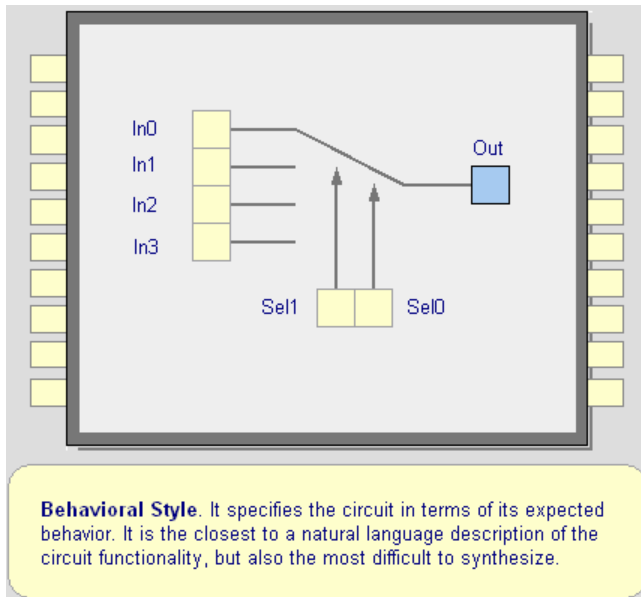 In0
In1
In2
In3
Out
Sel1
Sel0
Behavioral Style. It specifies the circuit in terms of its expected
behavior. It is the closest to a natural language description of the
circuit functionality, but also the most difficult to synthesize.